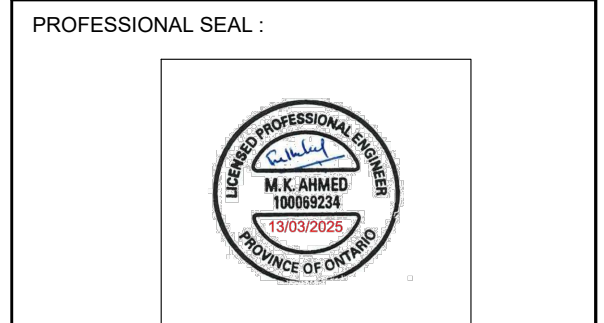 PROFESSIONAL SEAL :
LICENSED PROFESSIONAL ENGINEER
M. K. AHMED
100069234
13/03/2025
PROVINCE OF ONTARIO